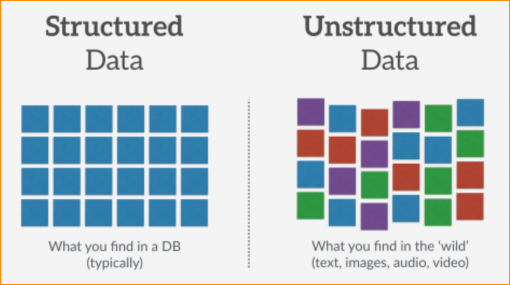 Structured
Data
What you find in a DB
(typically)
Unstructured
Data
What you find in the ‘wild’
(text, images, audio, video)